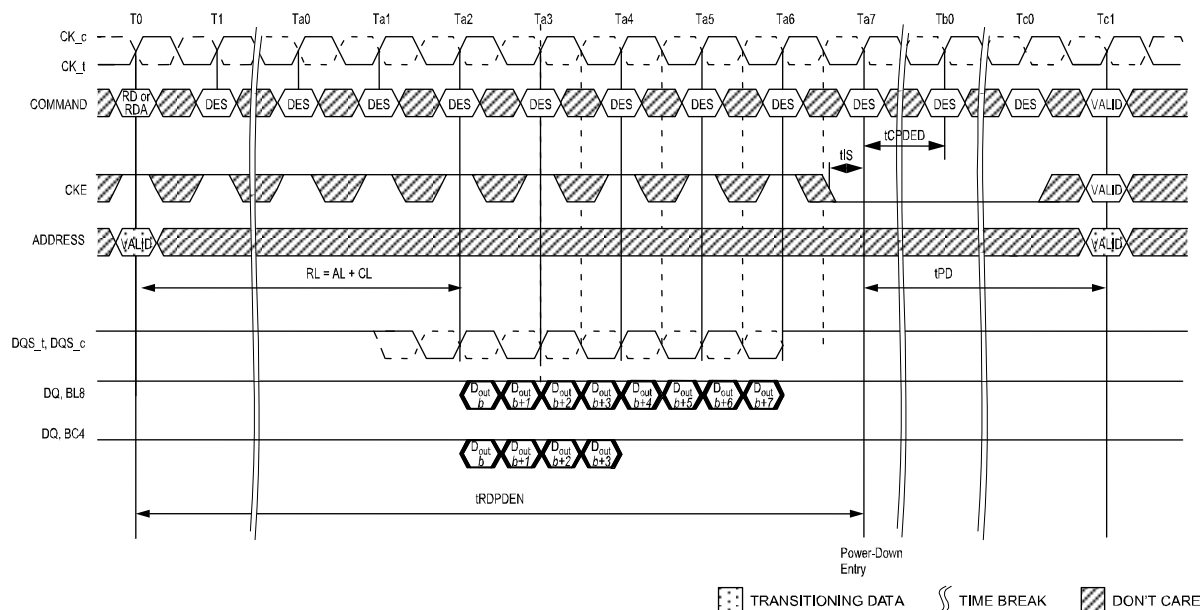 T0 T1 Ta0 Ta1 Ta2 Ta3 Ta4 Ta5 Ta6 Ta7 Tb0 Tc0 Tc1
CK_c
CK_t
COMMAND RD or RDA DES DES DES DES DES DES DES DES DES DES DES VALID
tCPDED
tIS
CKE VALID
ADDRESS VALID VALID
RL = AL + CL tPD
DQS_t, DQS_c
DQ, BL8 Dout b Dout b+1 Dout b+2 Dout b+3 Dout b+4 Dout b+5 Dout b+6 Dout b+7
DQ, BC4 Dout b Dout b+1 Dout b+2 Dout b+3
tRDPDEN
Power-Down
Entry
TRANSITIONING DATA TIME BREAK DON'T CARE